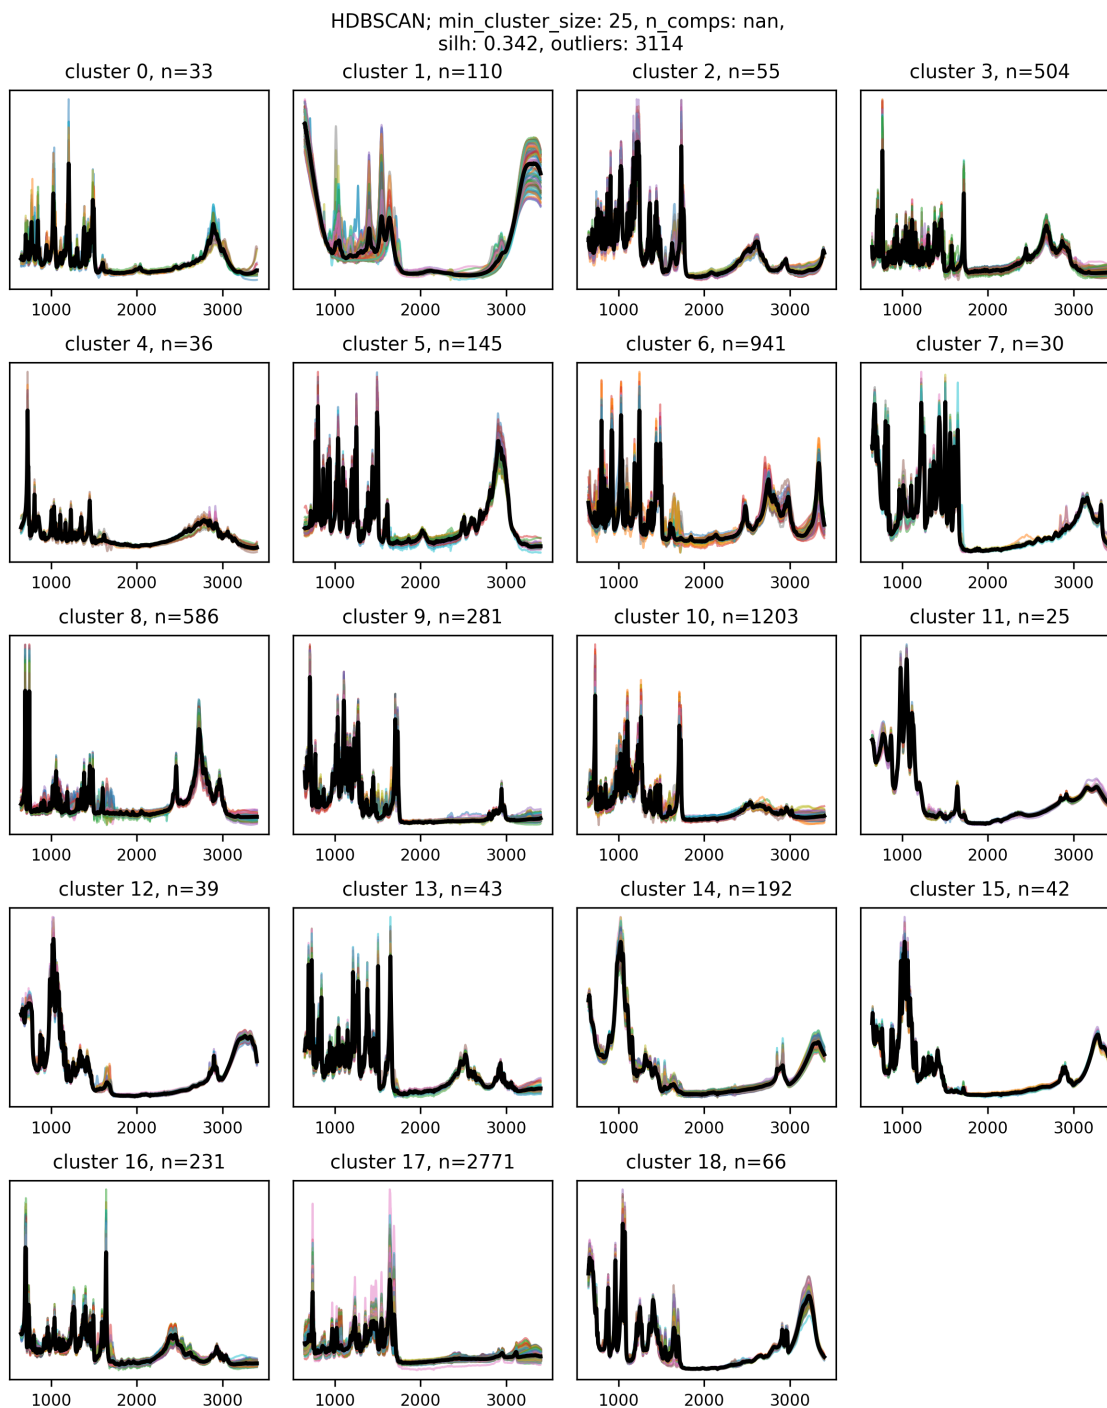 HDBSCAN; min_cluster_size: 25, n_comps: nan,
silh: 0.342, outliers: 3114
cluster 0, n=33
cluster 1, n=110
cluster 2, n=55
cluster 3, n=504
1000 2000 3000
1000 2000 3000
1000 2000 3000
1000 2000 3000
cluster 4, n=36
cluster 5, n=145
cluster 6, n=941
cluster 7, n=30
1000 2000 3000
1000 2000 3000
1000 2000 3000
1000 2000 3000
cluster 8, n=586
cluster 9, n=281
cluster 10, n=1203
cluster 11, n=25
1000 2000 3000
1000 2000 3000
1000 2000 3000
1000 2000 3000
cluster 12, n=39
cluster 13, n=43
cluster 14, n=192
cluster 15, n=42
1000 2000 3000
1000 2000 3000
1000 2000 3000
1000 2000 3000
cluster 16, n=231
cluster 17, n=2771
cluster 18, n=66
1000 2000 3000
1000 2000 3000
1000 2000 3000